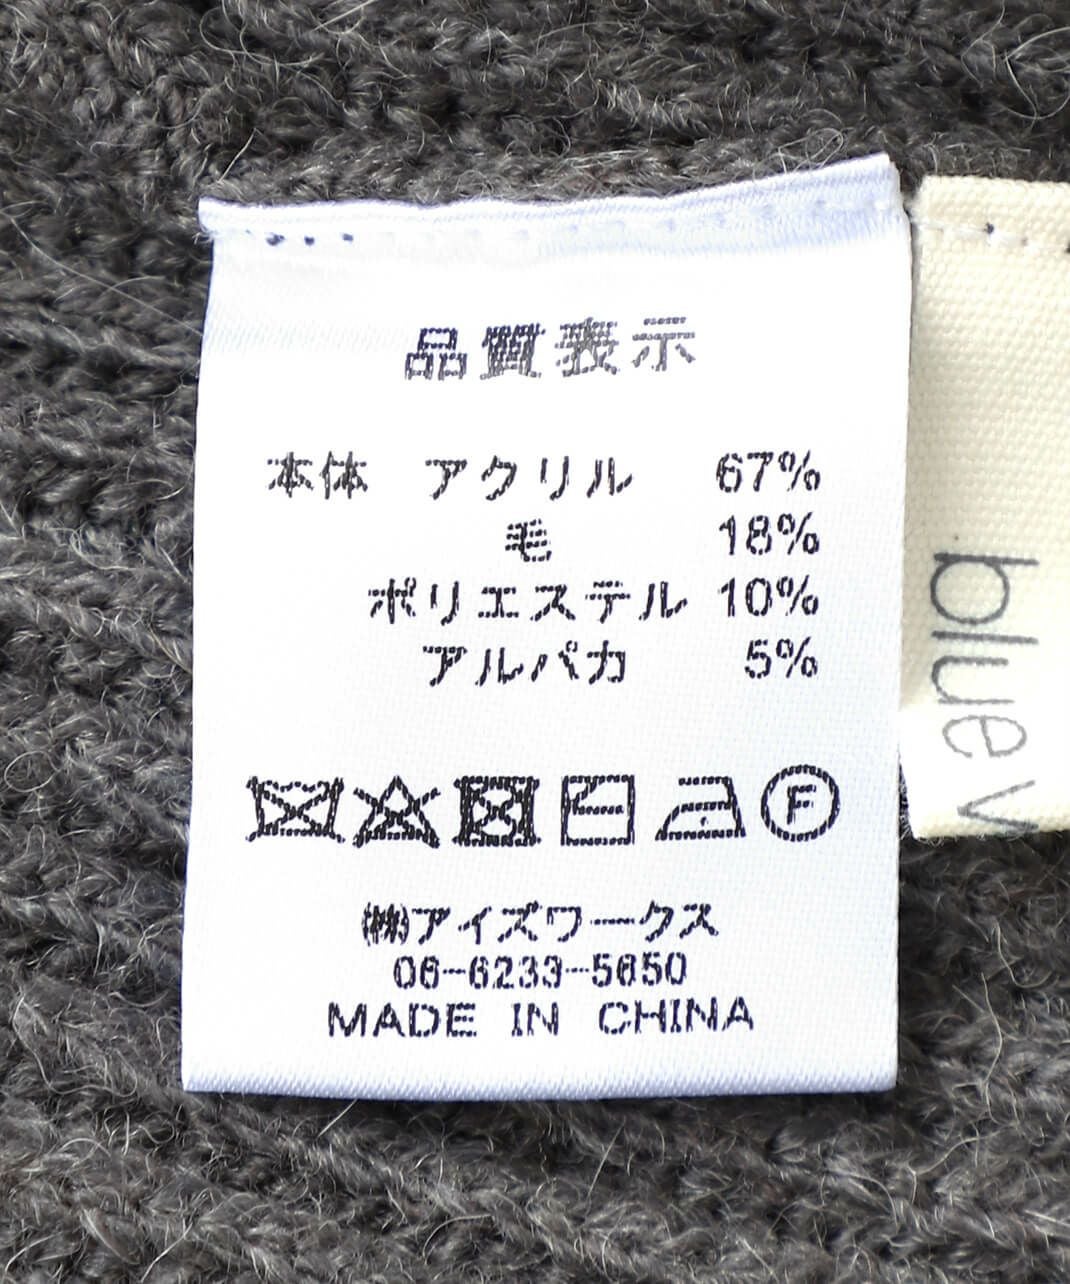 品質表示
本体 アクリル 67%
毛 18%
ポリエステル 10%
アルパカ 5%
F
㈱アイズワークス
06-6233-5650
MADE IN CHINA
blue v